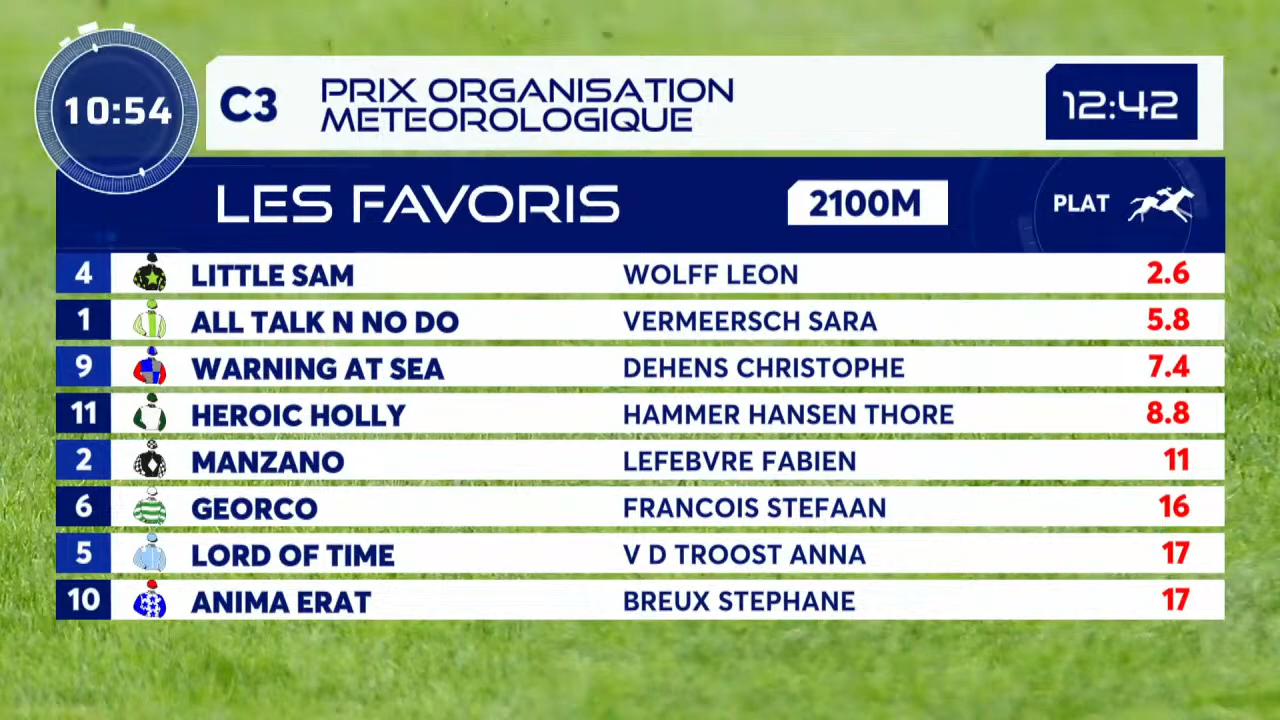 10:54
C3
PRIX ORGANISATION
METEOROLOGIQUE
12:42
LES FAVORIS
2100M
PLAT
4 LITTLE SAM WOLFF LEON 2.6
1 ALL TALK N NO DO VERMEERSCH SARA 5.8
9 WARNING AT SEA DEHENS CHRISTOPHE 7.4
11 HEROIC HOLLY HAMMER HANSEN THORE 8.8
2 MANZANO LEFEBVRE FABIEN 11
6 GEORCO FRANCOIS STEFAAN 16
5 LORD OF TIME V D TROOST ANNA 17
10 ANIMA ERAT BREUX STEPHANE 17